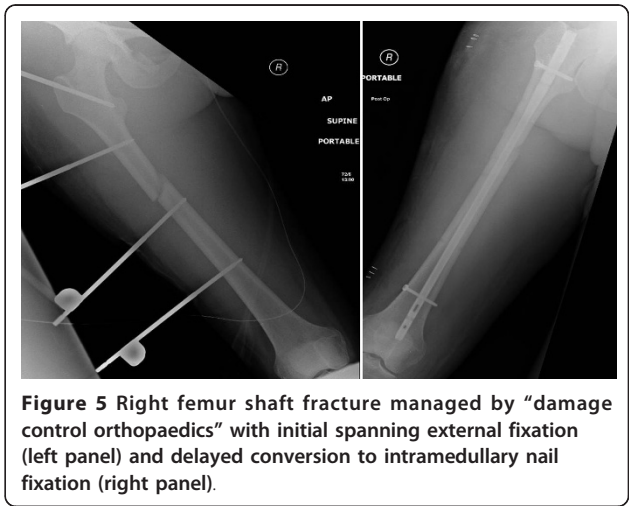 R
AP
SUPINE
PORTABLE
R
PORTABLE
Post Op
Figure 5 Right femur shaft fracture managed by “damage
control orthopaedics” with initial spanning external fixation
(left panel) and delayed conversion to intramedullary nail
fixation (right panel).